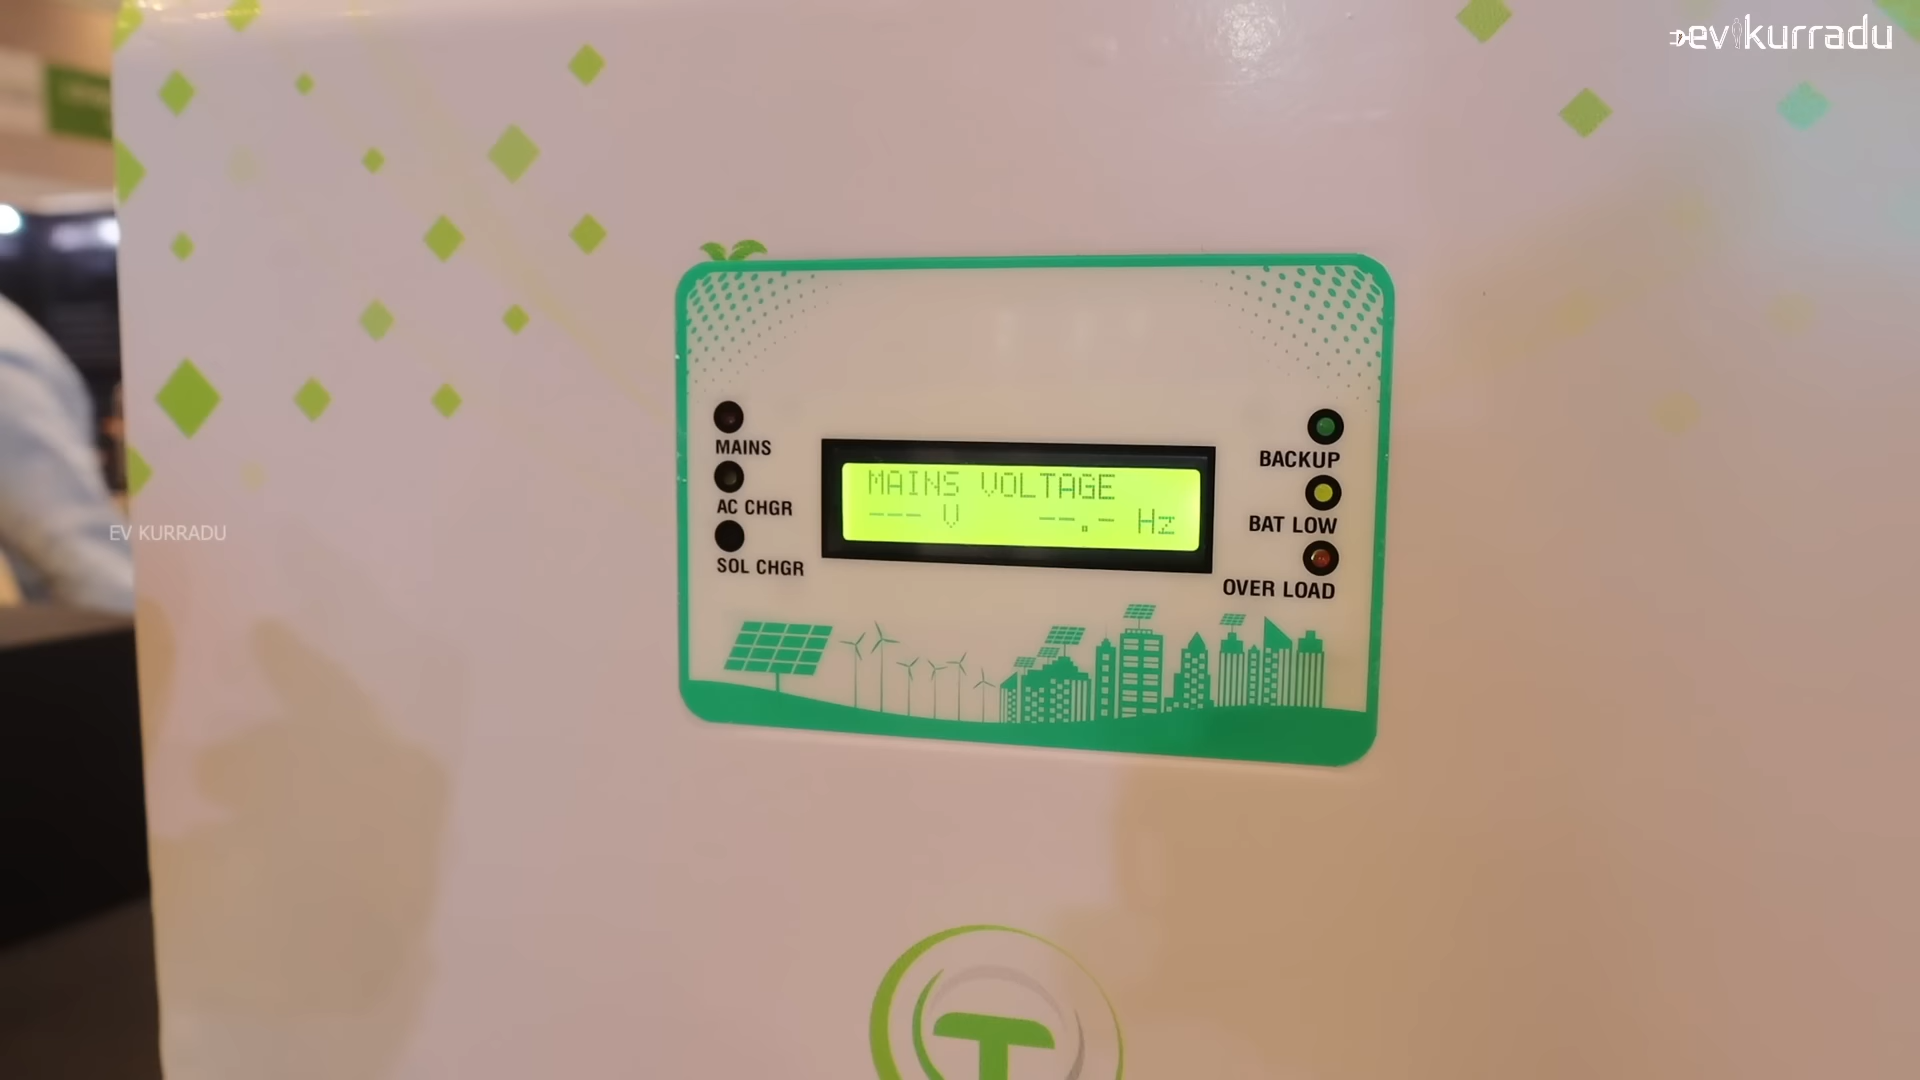 evkurradu
MAINS
AC CHGR
SOL CHGR
MAINS VOLTAGE
--- V --.- Hz
BACKUP
BAT LOW
OVER LOAD
EV KURRADU
T